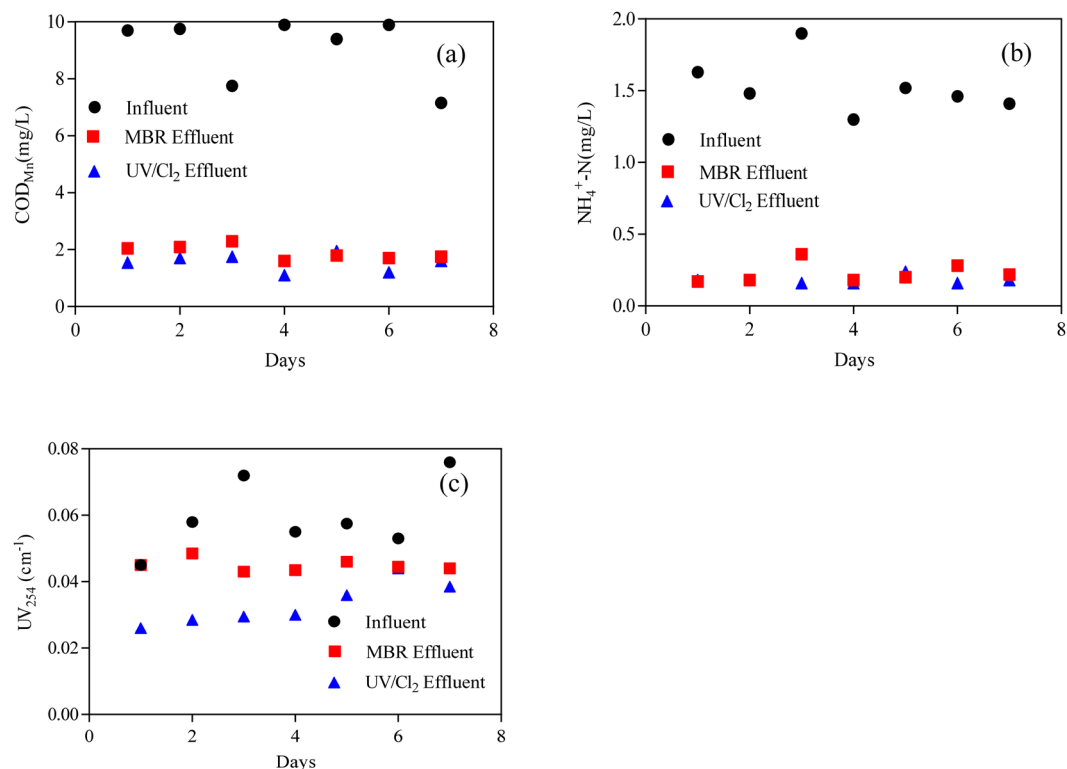 (a)
10
8
6
4
2
0
COD_Mn(mg/L)
Influent
MBR Effluent
UV/Cl₂ Effluent
0 2 4 6 8
Days
(b)
2.0
1.5
1.0
0.5
0.0
NH₄⁺-N(mg/L)
Influent
MBR Effluent
UV/Cl₂ Effluent
0 2 4 6 8
Days
(c)
0.08
0.06
0.04
0.02
0.00
UV₂₅₄ (cm⁻¹)
Influent
MBR Effluent
UV/Cl₂ Effluent
0 2 4 6 8
Days